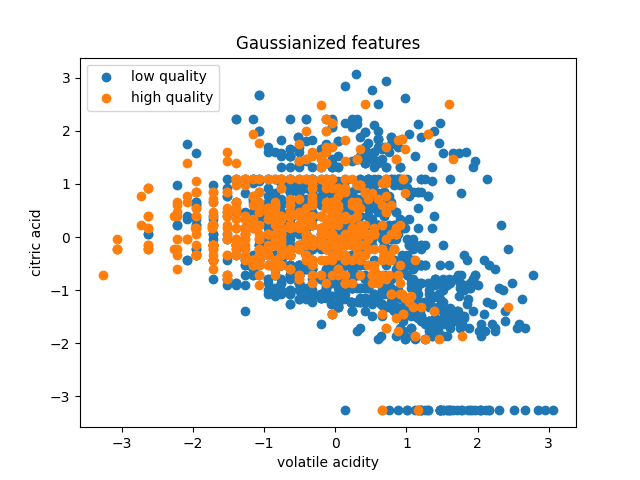 Gaussianized features
low quality
high quality
3
2
1
0
−1
−2
−3
citric acid
−3
−2
−1
0
1
2
3
volatile acidity